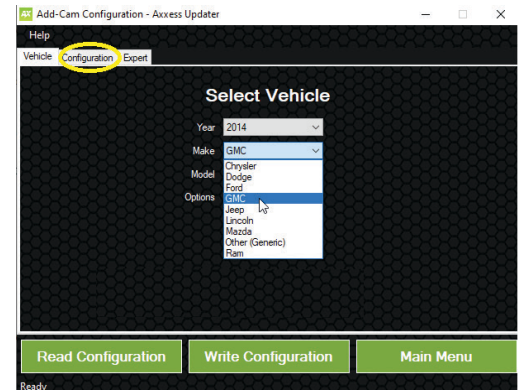 AX Add-Cam Configuration - Axxess Updater
Help
Vehicle Configuration Expert
Select Vehicle
Year 2014
Make GMC
Model Chrysler
Dodge
Ford
Options GMC
Jeep
Lincoln
Mazda
Other (Generic)
Ram
Read Configuration Write Configuration Main Menu
Ready